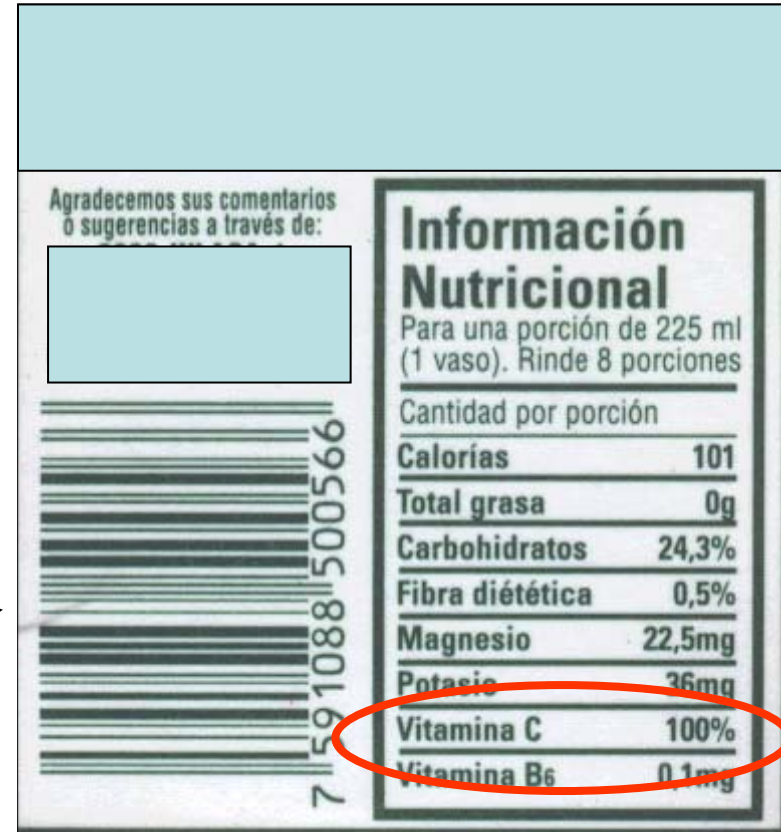 Agradecemos sus comentarios
o sugerencias a través de:
7 591088 500566
Información
Nutricional
Para una porción de 225 ml
(1 vaso). Rinde 8 porciones
Cantidad por porción
Calorías 101
Total grasa 0g
Carbohidratos 24,3%
Fibra diétética 0,5%
Magnesio 22,5mg
Potasio 36mg
Vitamina C 100%
Vitamina B6 0,1mg